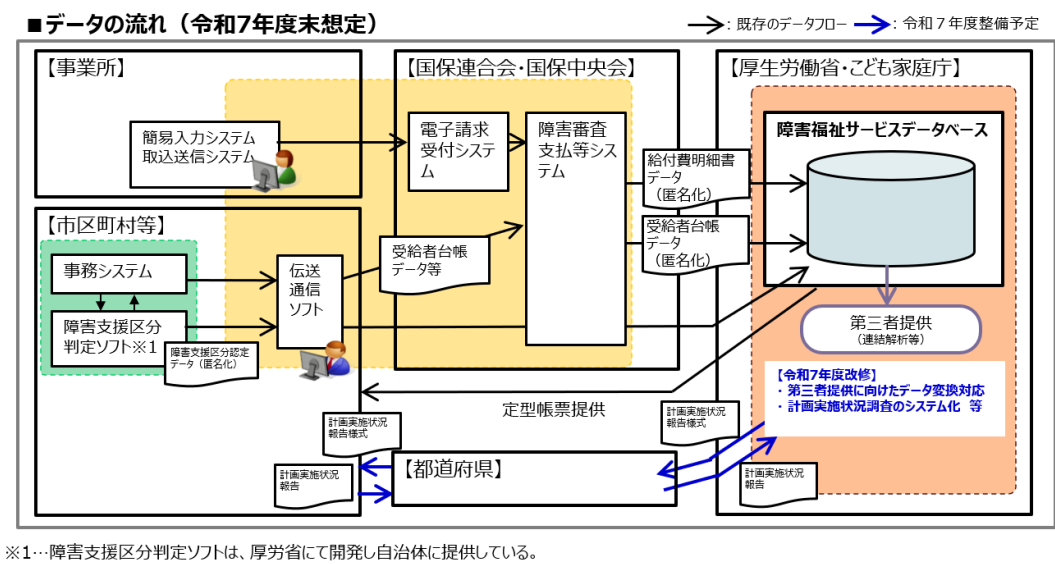 ■データの流れ（令和7年度末想定）
：既存のデータフロー
：令和７年度整備予定
【事業所】
簡易入力システム
取込送信システム
【国保連合会・国保中央会】
電子請求
受付システ
ム
障害審査
支払等シス
テム
【厚生労働省・こども家庭庁】
障害福祉サービスデータベース
給付費明細書
データ
（匿名化）
受給者台帳
データ
（匿名化）
【市区町村等】
事務システム
障害支援区分
判定ソフト※1
障害支援区分認定
データ（匿名化）
伝送
通信
ソフト
受給者台帳
データ等
第三者提供
（連結解析等）
【令和7年度改修】
・第三者提供に向けたデータ変換対応
・計画実施状況調査のシステム化　等
定型帳票提供
計画実施状況
報告様式
計画実施状況
報告様式
【都道府県】
計画実施状況
報告
計画実施状況
報告
※1…障害支援区分判定ソフトは、厚労省にて開発し自治体に提供している。